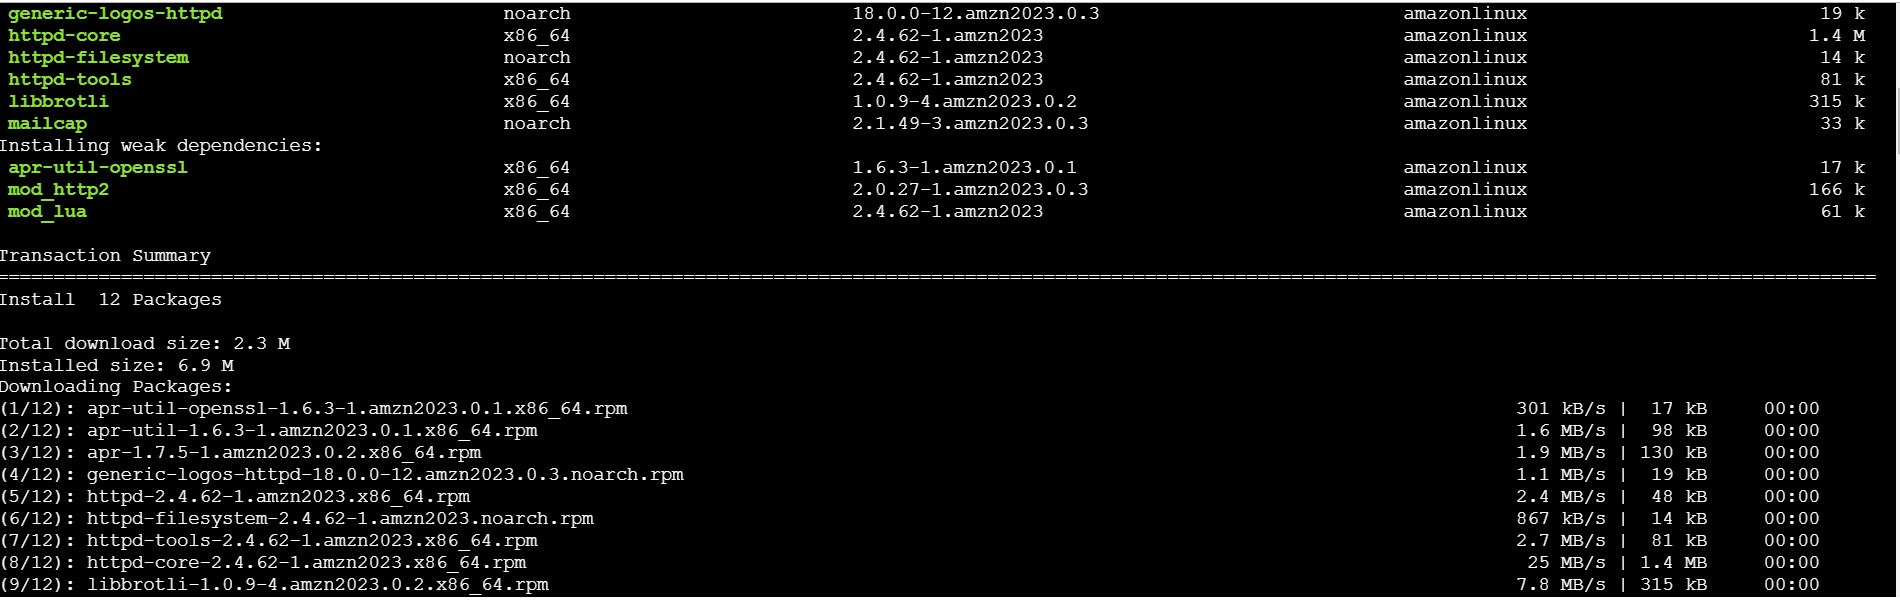 generic-logos-httpd noarch 18.0.0-12.amzn2023.0.3 amazonlinux 19 k
httpd-core x86_64 2.4.62-1.amzn2023 amazonlinux 1.4 M
httpd-filesystem noarch 2.4.62-1.amzn2023 amazonlinux 14 k
httpd-tools x86_64 2.4.62-1.amzn2023 amazonlinux 81 k
libbrotli x86_64 1.0.9-4.amzn2023.0.2 amazonlinux 315 k
mailcap noarch 2.1.49-3.amzn2023.0.3 amazonlinux 33 k
Installing weak dependencies:
apr-util-openssl x86_64 1.6.3-1.amzn2023.0.1 amazonlinux 17 k
mod_http2 x86_64 2.0.27-1.amzn2023.0.3 amazonlinux 166 k
mod_lua x86_64 2.4.62-1.amzn2023 amazonlinux 61 k
Transaction Summary
================================================================================
Install 12 Packages
Total download size: 2.3 M
Installed size: 6.9 M
Downloading Packages:
(1/12): apr-util-openssl-1.6.3-1.amzn2023.0.1.x86_64.rpm 301 kB/s | 17 kB 00:00
(2/12): apr-util-1.6.3-1.amzn2023.0.1.x86_64.rpm 1.6 MB/s | 98 kB 00:00
(3/12): apr-1.7.5-1.amzn2023.0.2.x86_64.rpm 1.9 MB/s | 130 kB 00:00
(4/12): generic-logos-httpd-18.0.0-12.amzn2023.0.3.noarch.rpm 1.1 MB/s | 19 kB 00:00
(5/12): httpd-2.4.62-1.amzn2023.x86_64.rpm 2.4 MB/s | 48 kB 00:00
(6/12): httpd-filesystem-2.4.62-1.amzn2023.noarch.rpm 867 kB/s | 14 kB 00:00
(7/12): httpd-tools-2.4.62-1.amzn2023.x86_64.rpm 2.7 MB/s | 81 kB 00:00
(8/12): httpd-core-2.4.62-1.amzn2023.x86_64.rpm 25 MB/s | 1.4 MB 00:00
(9/12): libbrotli-1.0.9-4.amzn2023.0.2.x86_64.rpm 7.8 MB/s | 315 kB 00:00